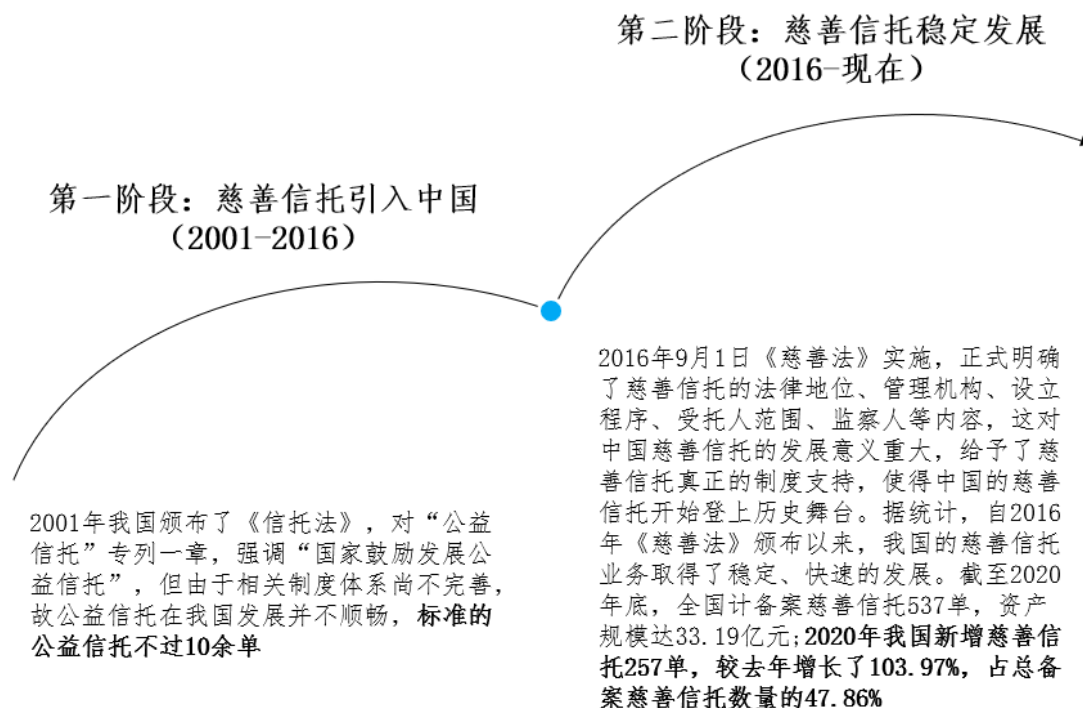 第一阶段：慈善信托引入中国
（2001-2016）
2001年我国颁布了《信托法》，对“公益
信托”专列一章，强调“国家鼓励发展公
益信托”，但由于相关制度体系尚不完善，
故公益信托在我国发展并不顺畅，标准的
公益信托不过10余单
第二阶段：慈善信托稳定发展
（2016-现在）
2016年9月1日《慈善法》实施，正式明确
了慈善信托的法律地位、管理机构、设立
程序、受托人范围、监察人等内容，这对
中国慈善信托的发展意义重大，给予了慈
善信托真正的制度支持，使得中国的慈善
信托开始登上历史舞台。据统计，自2016
年《慈善法》颁布以来，我国的慈善信托
业务取得了稳定、快速的发展。截至2020
年底，全国计备案慈善信托537单，资产
规模达33.19亿元;2020年我国新增慈善信
托257单，较去年增长了103.97%，占总备
案慈善信托数量的47.86%